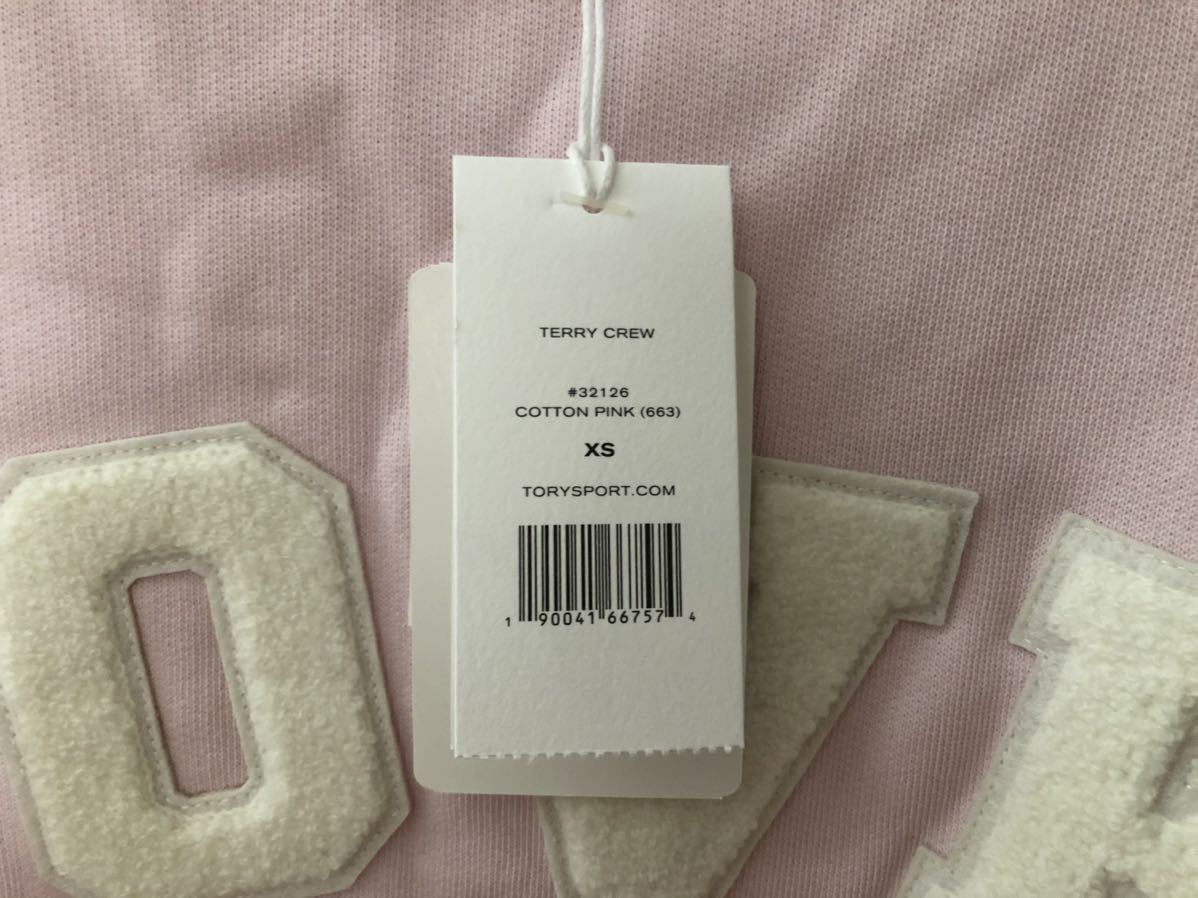 TERRY CREW
#32126
COTTON PINK (663)
XS
TORYSPORT.COM
1 90041 66757 4
O V